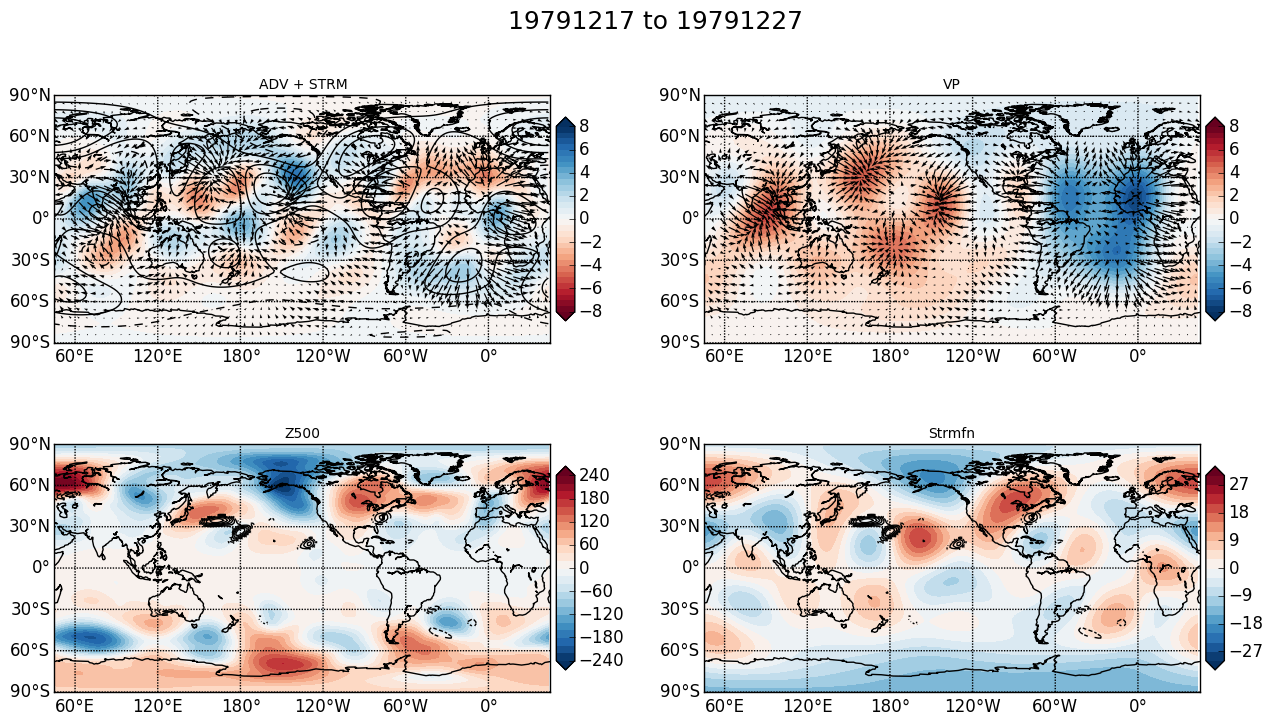 19791217 to 19791227
ADV + STRM
90°N
60°N
30°N
0°
30°S
60°S
90°S
60°E 120°E 180° 120°W 60°W 0°
8
6
4
2
0
−2
−4
−6
−8
VP
90°N
60°N
30°N
0°
30°S
60°S
90°S
60°E 120°E 180° 120°W 60°W 0°
8
6
4
2
0
−2
−4
−6
−8
Z500
90°N
60°N
30°N
0°
30°S
60°S
90°S
60°E 120°E 180° 120°W 60°W 0°
240
180
120
60
0
−60
−120
−180
−240
Strmfn
90°N
60°N
30°N
0°
30°S
60°S
90°S
60°E 120°E 180° 120°W 60°W 0°
27
18
9
0
−9
−18
−27